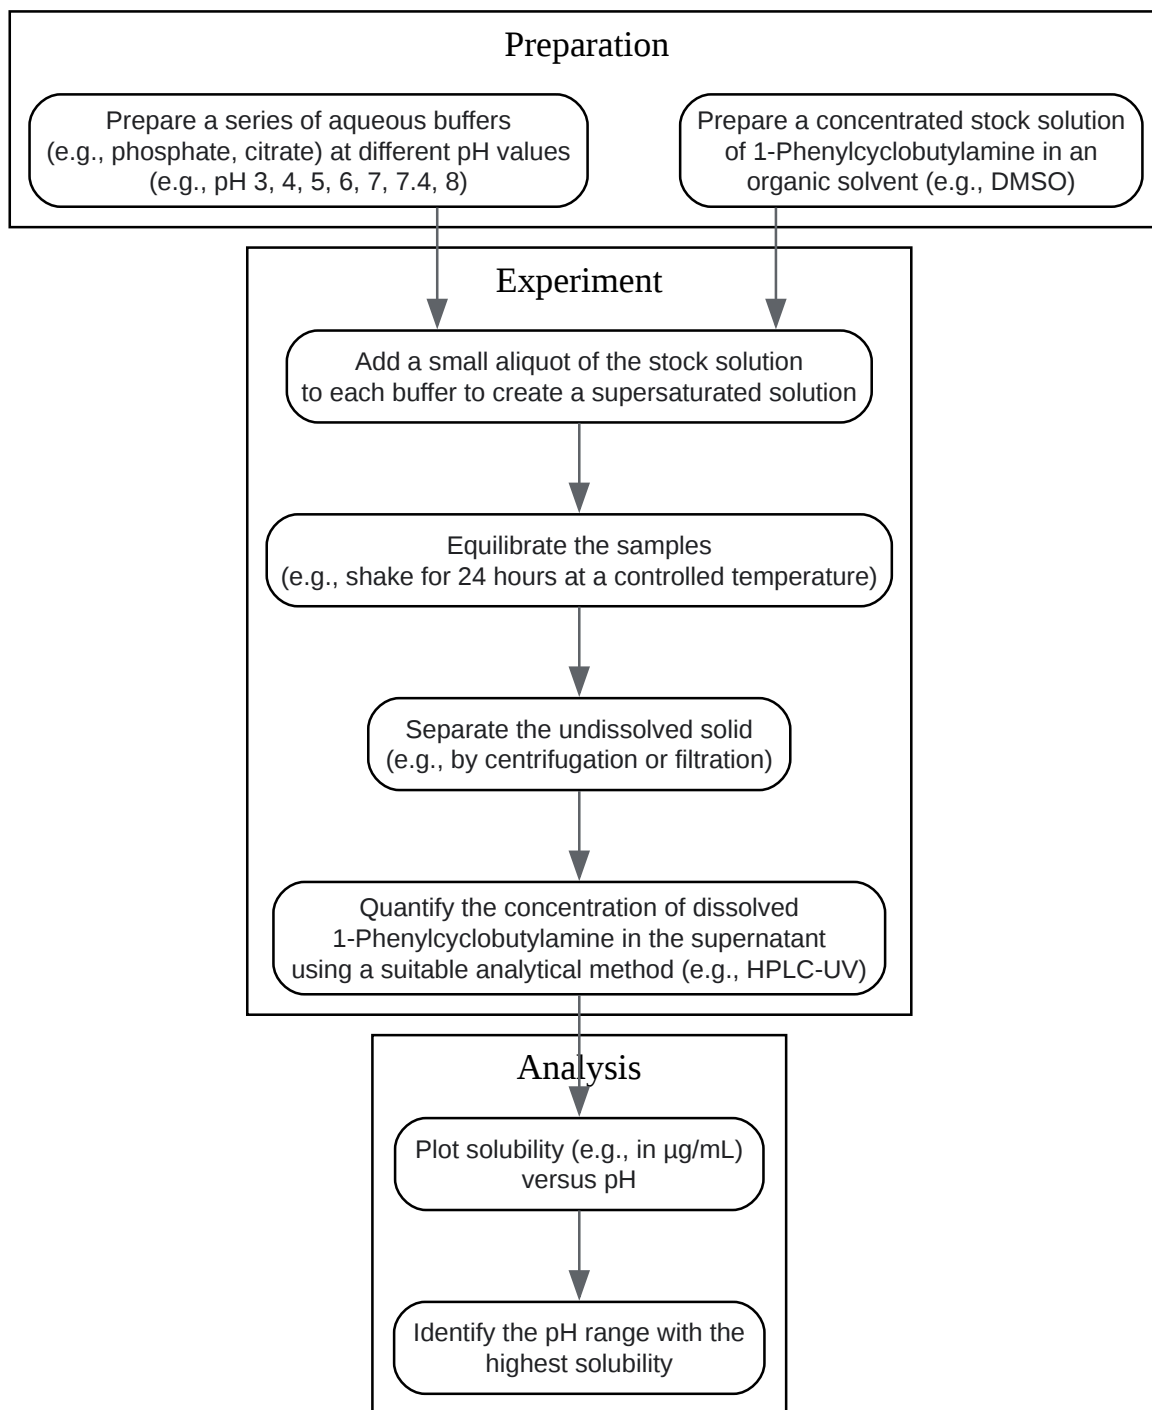 Preparation
Prepare a series of aqueous buffers
(e.g., phosphate, citrate) at different pH values
(e.g., pH 3, 4, 5, 6, 7, 7.4, 8)
Prepare a concentrated stock solution
of 1-Phenylcyclobutylamine in an
organic solvent (e.g., DMSO)
Experiment
Add a small aliquot of the stock solution
to each buffer to create a supersaturated solution
Equilibrate the samples
(e.g., shake for 24 hours at a controlled temperature)
Separate the undissolved solid
(e.g., by centrifugation or filtration)
Quantify the concentration of dissolved
1-Phenylcyclobutylamine in the supernatant
using a suitable analytical method (e.g., HPLC-UV)
Analysis
Plot solubility (e.g., in µg/mL)
versus pH
Identify the pH range with the
highest solubility